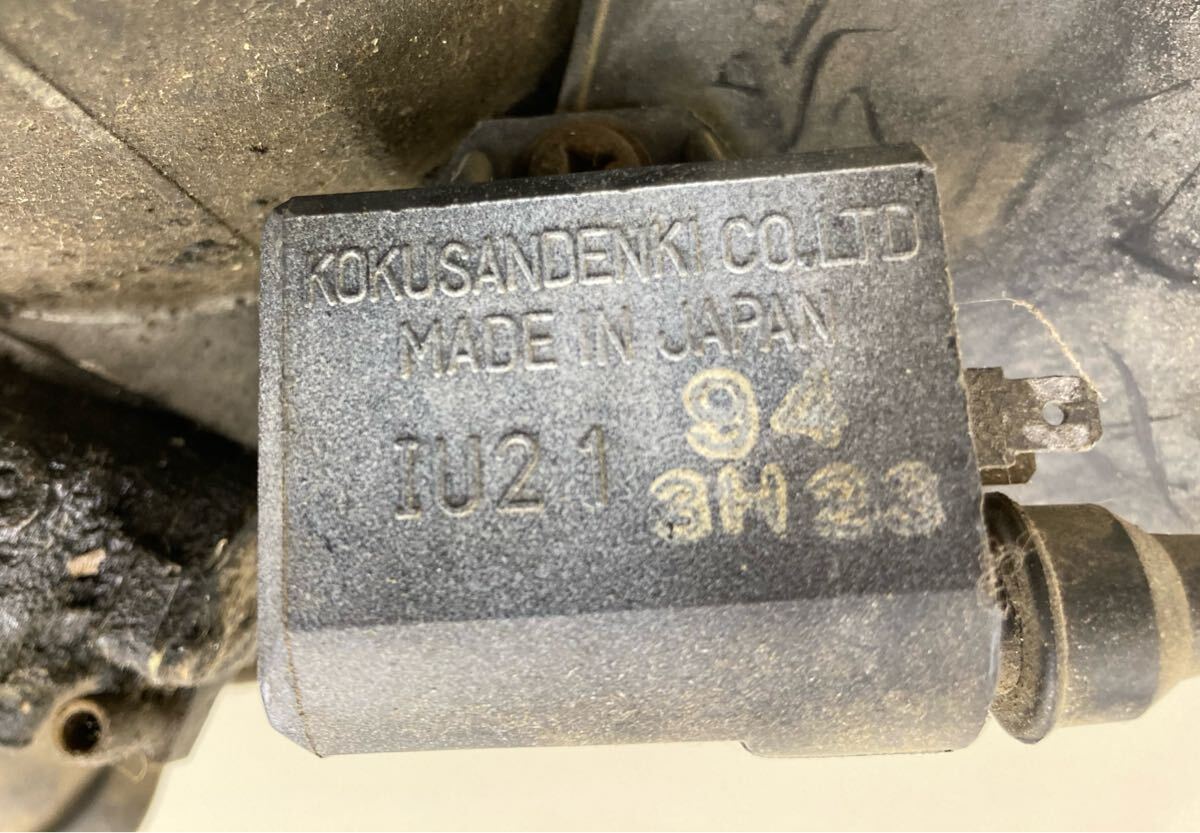 KOKUSANDENKI CO.,LTD
MADE IN JAPAN
IU21
94
3H23